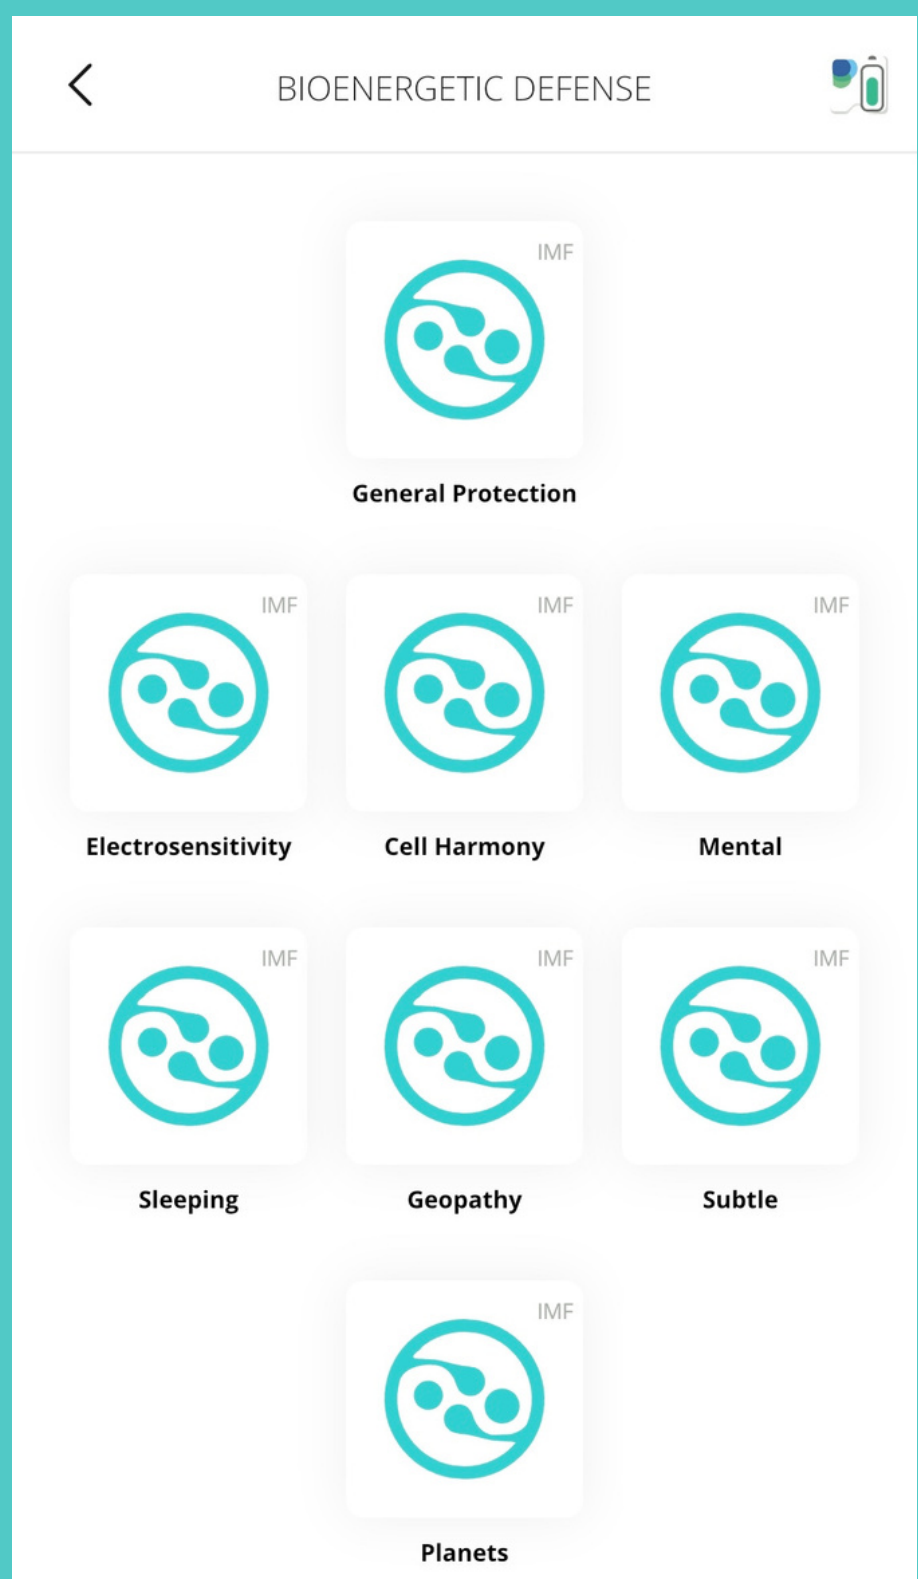 BIOENERGETIC DEFENSE
IMF
General Protection
IMF
IMF
IMF
Electrosensitivity
Cell Harmony
Mental
IMF
IMF
IMF
Sleeping
Geopathy
Subtle
IMF
Planets